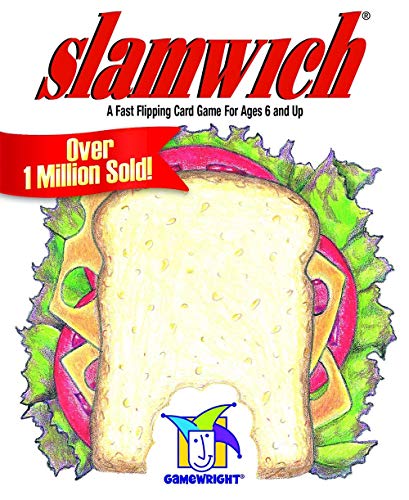 slamwich®
A Fast Flipping Card Game For Ages 6 and Up
Over
1 Million Sold!
GAMEWRIGHT®